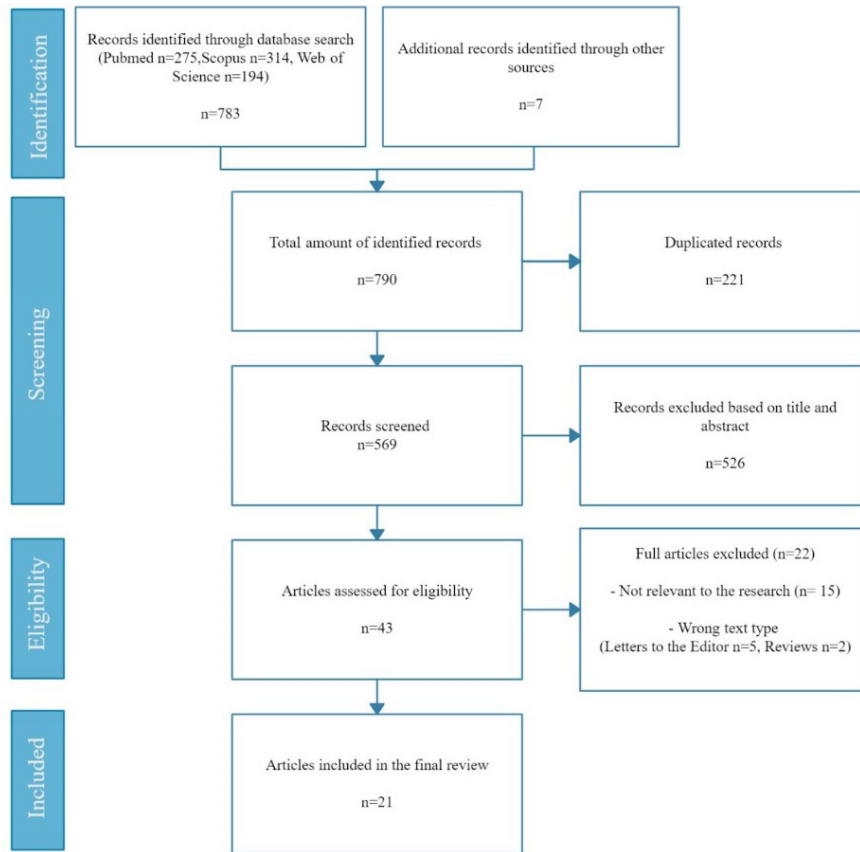 Identification
Records identified through database search
(Pubmed n=275,Scopus n=314, Web of
Science n=194)
n=783
Additional records identified through other
sources
n=7
Screening
Total amount of identified records
n=790
Duplicated records
n=221
Records screened
n=569
Records excluded based on title and
abstract
n=526
Eligibility
Articles assessed for eligibility
n=43
Full articles excluded (n=22)
- Not relevant to the research (n= 15)
- Wrong text type
(Letters to the Editor n=5, Reviews n=2)
Included
Articles included in the final review
n=21